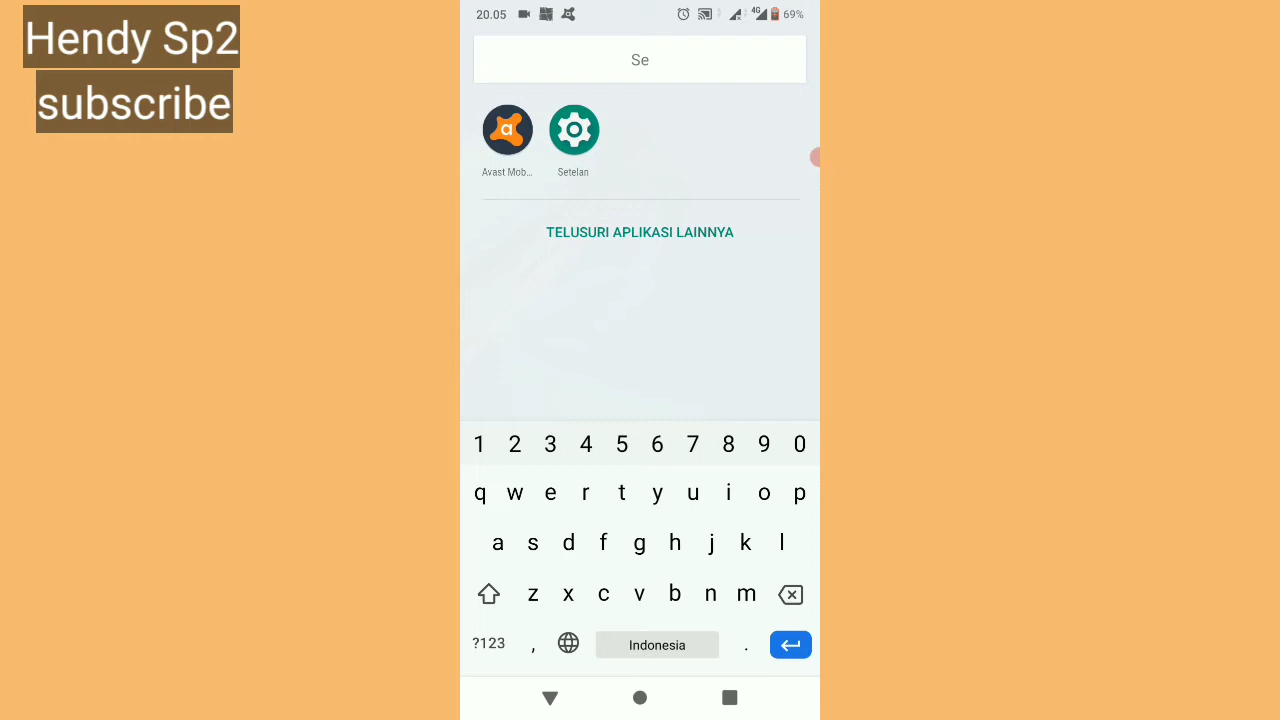 Hendy Sp2
subscribe
20.05 4G 69%
Se
Avast Mob... Setelan
TELUSURI APLIKASI LAINNYA
1 2 3 4 5 6 7 8 9 0
q w e r t y u i o p
a s d f g h j k l
z x c v b n m
?123 , Indonesia .